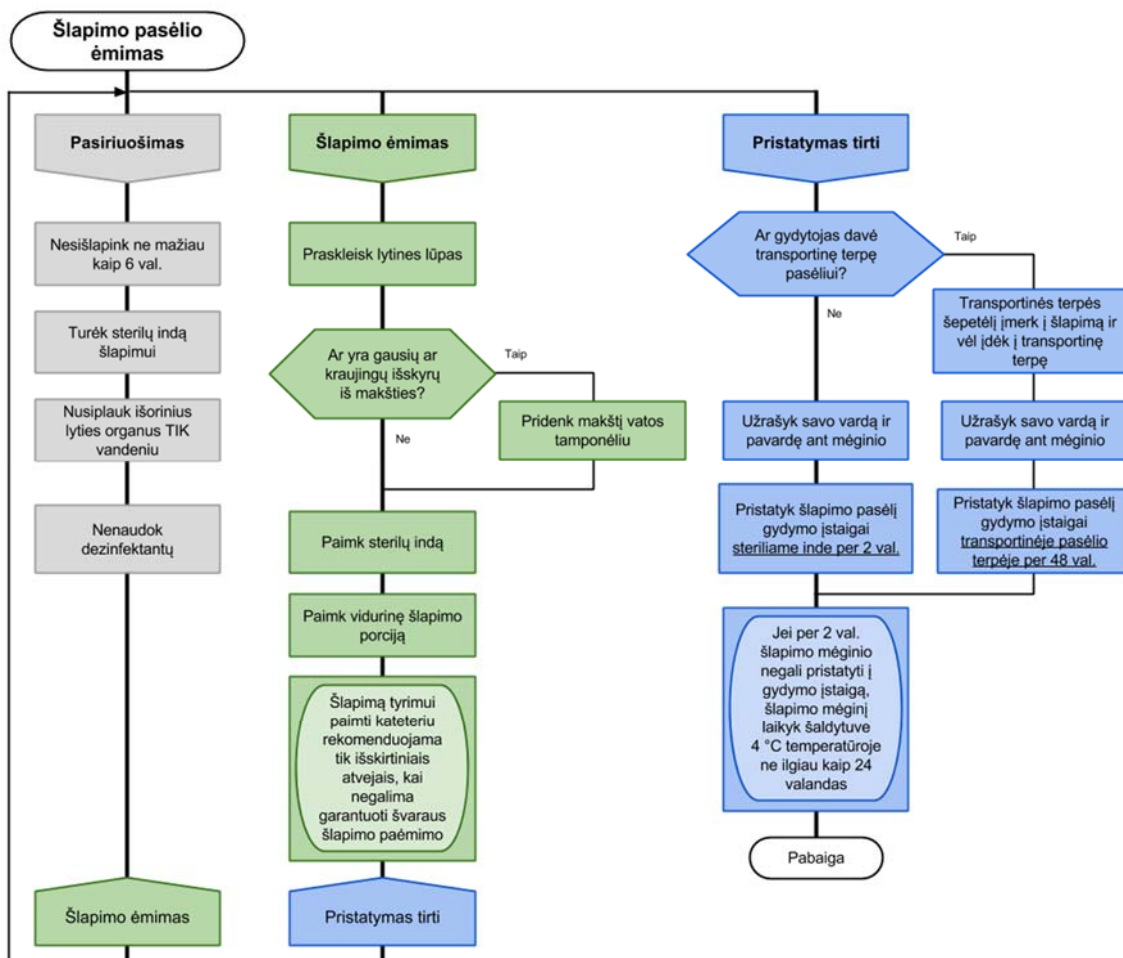 Šlapimo pasėlio
ėmimas
Pasiriuošimas
Nesišlapink ne mažiau
kaip 6 val.
Turėk sterilų indą
šlapimui
Nusiplauk išorinius
lyties organus TIK
vandeniu
Nenaudok
dezinfektantų
Šlapimo ėmimas
Šlapimo ėmimas
Praskleisk lytines lūpas
Ar yra gausių ar
kraujingų išskyrų
iš makšties?
Taip
Ne
Pridenk makštį vatos
tamponėliu
Paimk sterilų indą
Paimk vidurinę šlapimo
porciją
Šlapimą tyrimui
paimti kateteriu
rekomenduojama
tik išskirtiniais
atvejais, kai
negalima
garantuoti švaraus
šlapimo paėmimo
Pristatymas tirti
Pristatymas tirti
Ar gydytojas davė
transportinę terpę
pasėliui?
Taip
Ne
Transportinės terpės
šepetėlį įmerk į šlapimą ir
vėl įdėk į transportinę
terpę
Užrašyk savo vardą ir
pavardę ant mėginio
Užrašyk savo vardą ir
pavardę ant mėginio
Pristatyk šlapimo pasėlį
gydymo įstaigai
steriliame inde per 2 val.
Pristatyk šlapimo pasėlį
gydymo įstaigai
transportinėje pasėlio
terpėje per 48 val.
Jei per 2 val.
šlapimo mėginio
negali pristatyti į
gydymo įstaigą,
šlapimo mėginį
laikyk šaldytuve
4 °C temperatūroje
ne ilgiau kaip 24
valandas
Pabaiga